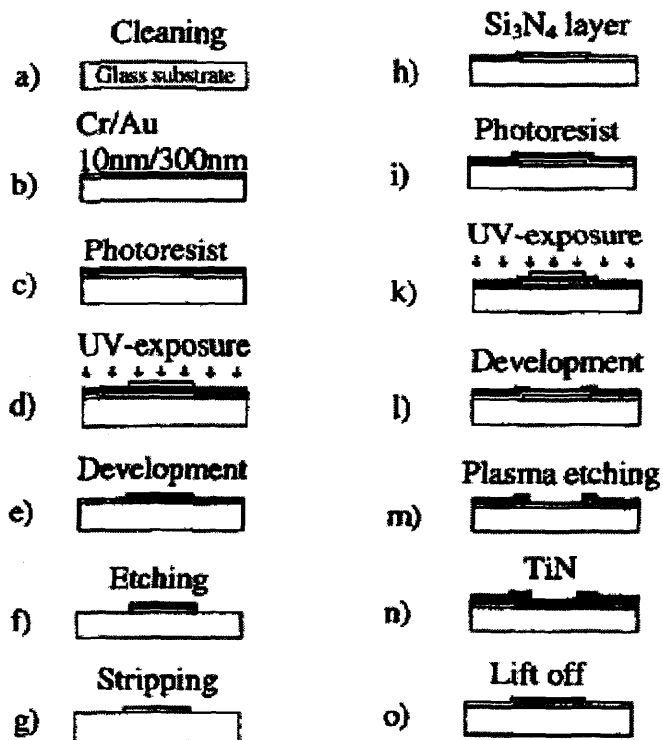 Cleaning
a) Glass substrate
Cr/Au
10nm/300nm
b)
Photoresist
c)
UV-exposure
d)
Development
e)
Etching
f)
Stripping
g)
Si₃N₄ layer
h)
Photoresist
i)
UV-exposure
k)
Development
l)
Plasma etching
m)
TiN
n)
Lift off
o)